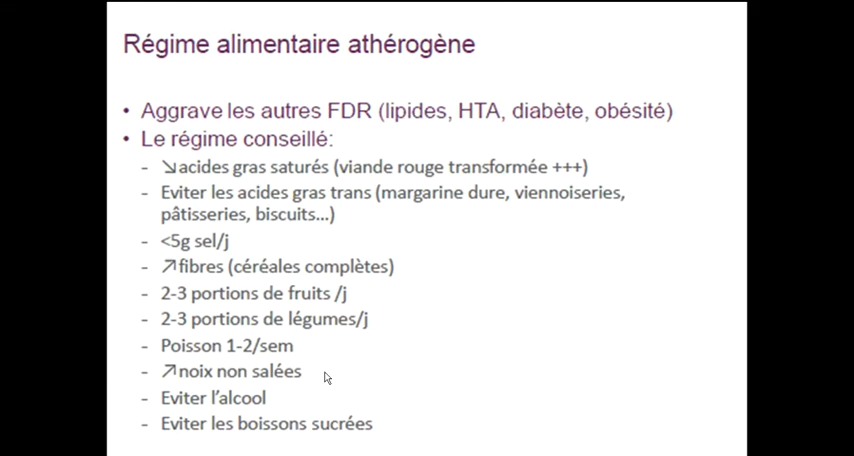 Régime alimentaire athérogène
• Aggrave les autres FDR (lipides, HTA, diabète, obésité)
• Le régime conseillé:
- ↘acides gras saturés (viande rouge transformée +++)
- Eviter les acides gras trans (margarine dure, viennoiseries,
pâtisseries, biscuits…)
- <5g sel/j
- ↗fibres (céréales complètes)
- 2-3 portions de fruits /j
- 2-3 portions de légumes/j
- Poisson 1-2/sem
- ↗noix non salées
- Eviter l'alcool
- Eviter les boissons sucrées